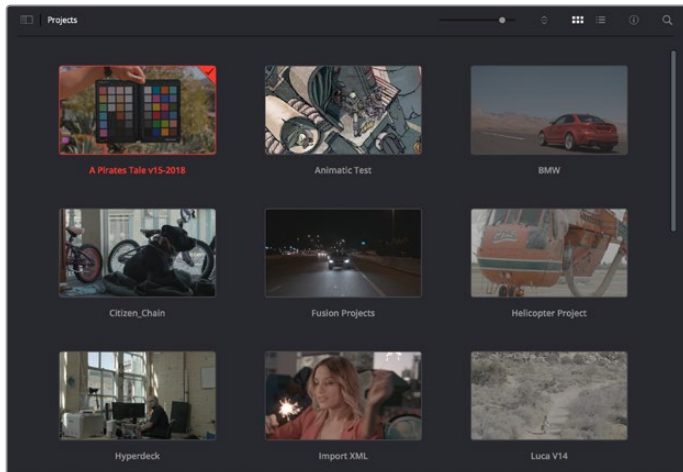 Projects
A Pirates Tale v15-2018
Animatic Test
BMW
Citizen_Chain
Fusion Projects
Helicopter Project
Hyperdeck
Import XML
Luca V14